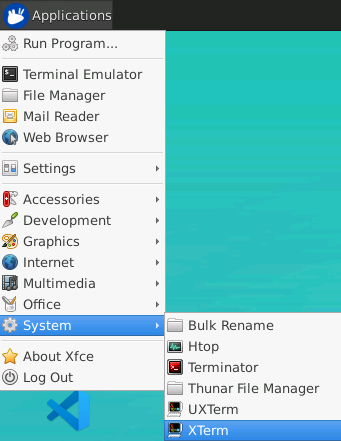 Applications
Run Program...
Terminal Emulator
File Manager
Mail Reader
Web Browser
Settings
Accessories
Development
Graphics
Internet
Multimedia
Office
System
About Xfce
Log Out
Bulk Rename
Htop
Terminator
Thunar File Manager
UXTerm
XTerm